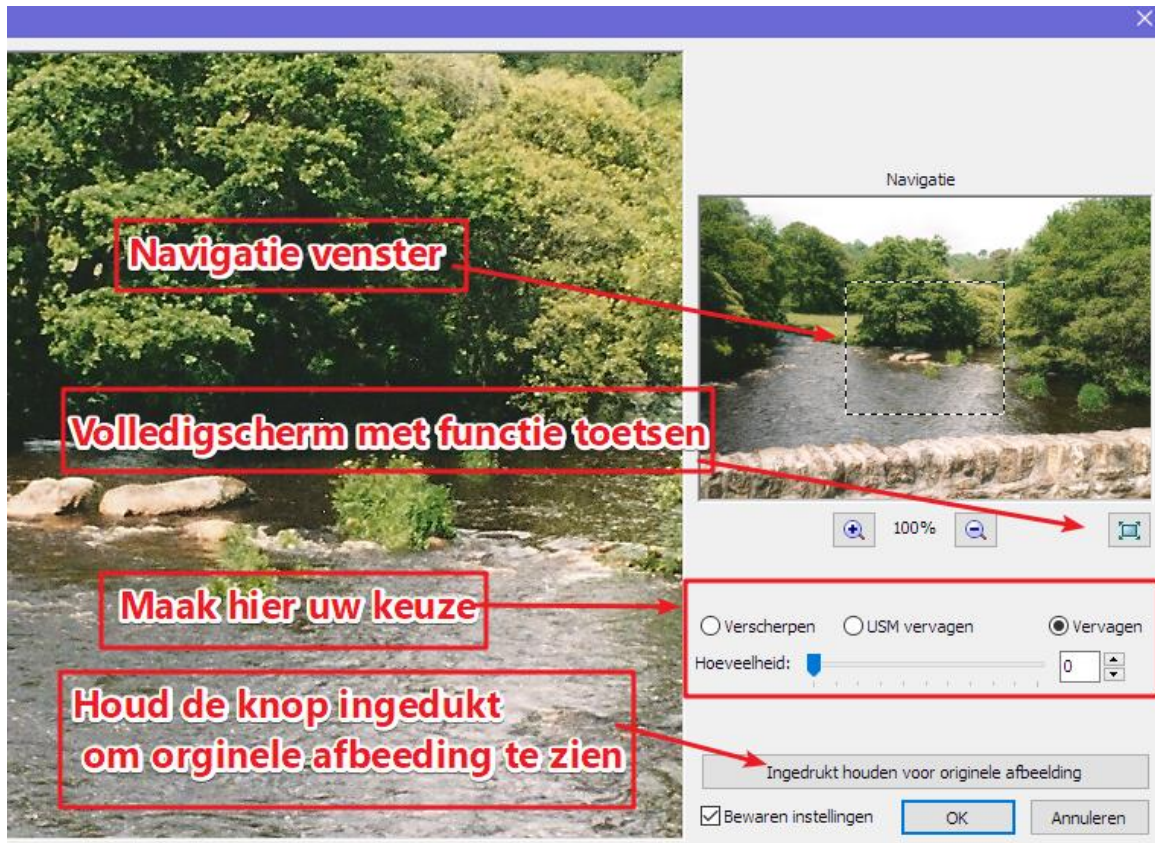 Navigatie
Navigatie venster
Volledigscherm met functie toetsen
100%
Maak hier uw keuze
Verscherpen USM vervagen Vervagen
Hoeveelheid: 0
Houd de knop ingedukt
om orginele afbeeding te zien
Ingedrukt houden voor originele afbeelding
Bewaren instellingen OK Annuleren